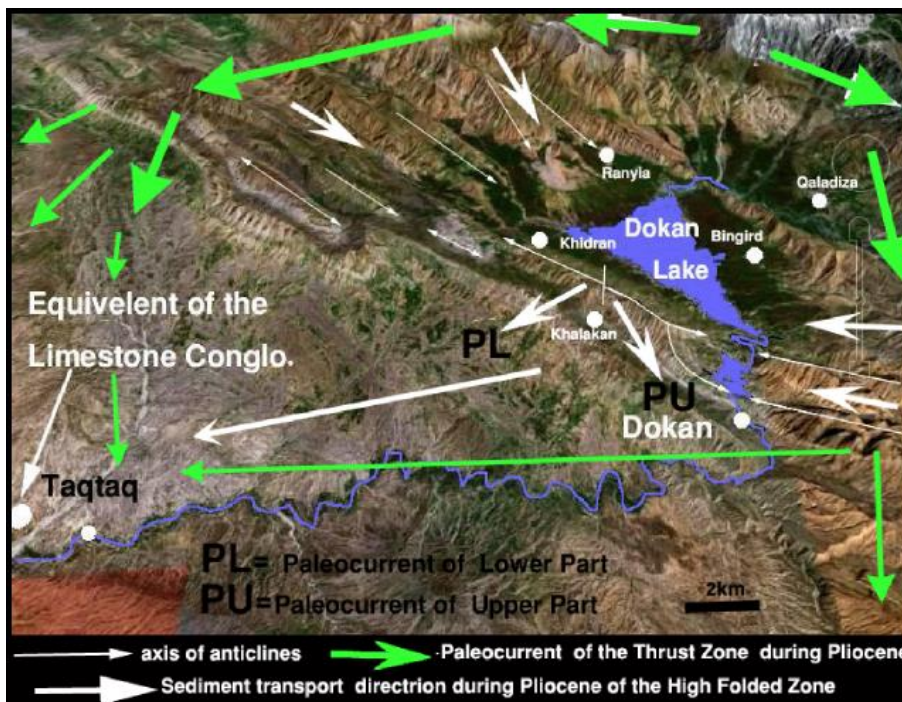 Ranyia
Qaladiza
Dokan
Khidran
Bingird
Lake
Equivelent of the
Limestone Conglo.
Khalakan
PL
PU
Dokan
Taqtaq
PL= Paleocurrent of Lower Part
PU=Paleocurrent of Upper Part
2km
axis of anticlines
Paleocurrent of the Thrust Zone during Pliocene
Sediment transport directrion during Pliocene of the High Folded Zone